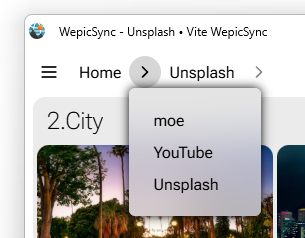 WepicSync - Unsplash • Vite WepicSync
Home > Unsplash >
2.City
moe
YouTube
Unsplash